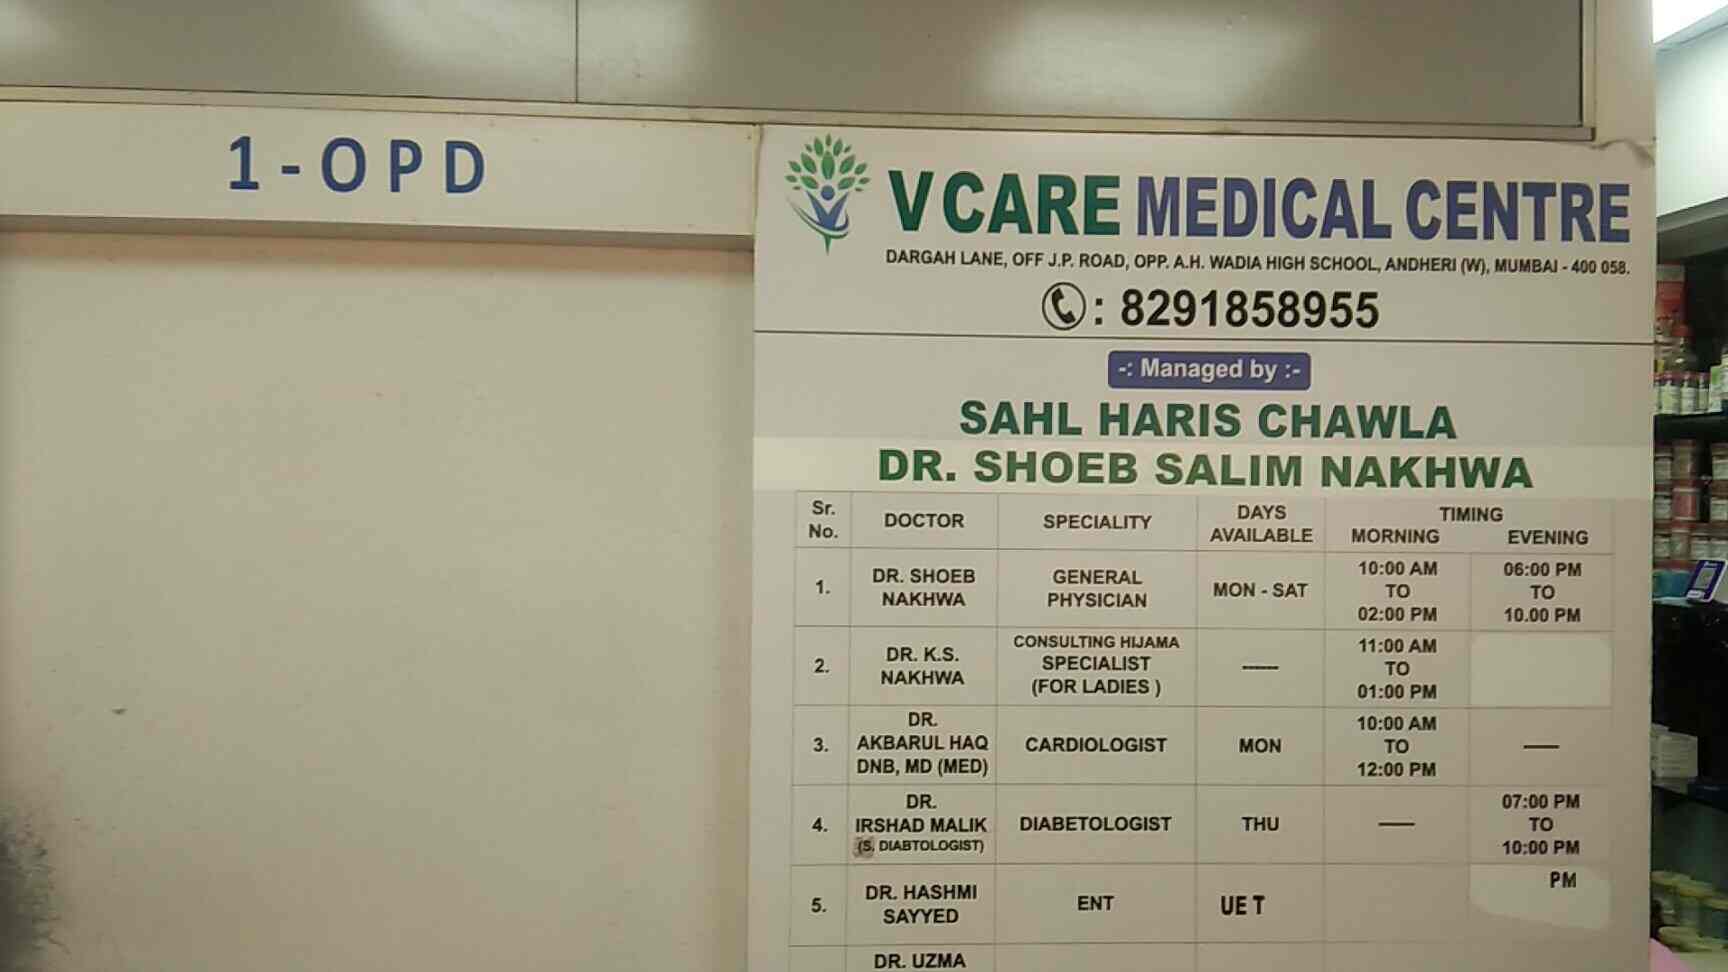 1 - O P D
V CARE MEDICAL CENTRE
DARGAH LANE, OFF J.P. ROAD, OPP. A.H. WADIA HIGH SCHOOL, ANDHERI (W), MUMBAI - 400 058.
: 8291858955
-: Managed by :-
SAHL HARIS CHAWLA
DR. SHOEB SALIM NAKHWA
Sr. No. DOCTOR SPECIALITY DAYS AVAILABLE TIMING MORNING EVENING
1. DR. SHOEB NAKHWA GENERAL PHYSICIAN MON - SAT 10:00 AM TO 02:00 PM 06:00 PM TO 10.00 PM
2. DR. K.S. NAKHWA CONSULTING HIJAMA SPECIALIST (FOR LADIES ) ----- 11:00 AM TO 01:00 PM
3. DR. AKBARUL HAQ DNB, MD (MED) CARDIOLOGIST MON 10:00 AM TO 12:00 PM ----
4. DR. IRSHAD MALIK (S. DIABTOLOGIST) DIABETOLOGIST THU ---- 07:00 PM TO 10:00 PM
5. DR. HASHMI SAYYED ENT UE T PM
DR. UZMA